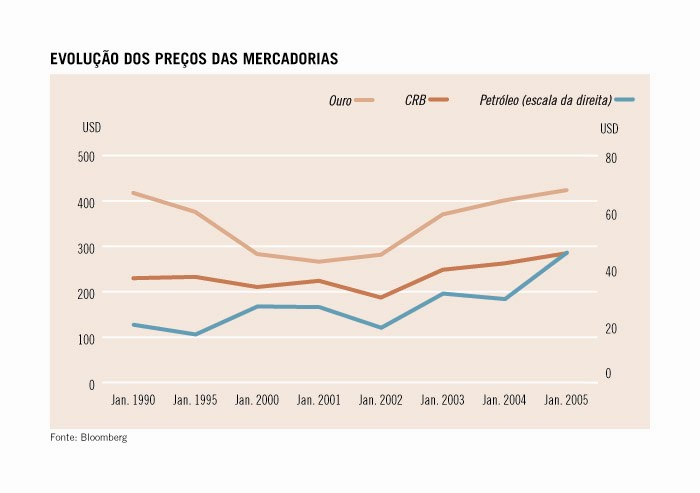 EVOLUÇÃO DOS PREÇOS DAS MERCADORIAS
Ouro CRB Petróleo (escala da direita)
USD USD
500 80
400 60
300 40
200 20
100 0
0
Jan. 1990 Jan. 1995 Jan. 2000 Jan. 2001 Jan. 2002 Jan. 2003 Jan. 2004 Jan. 2005
Fonte: Bloomberg